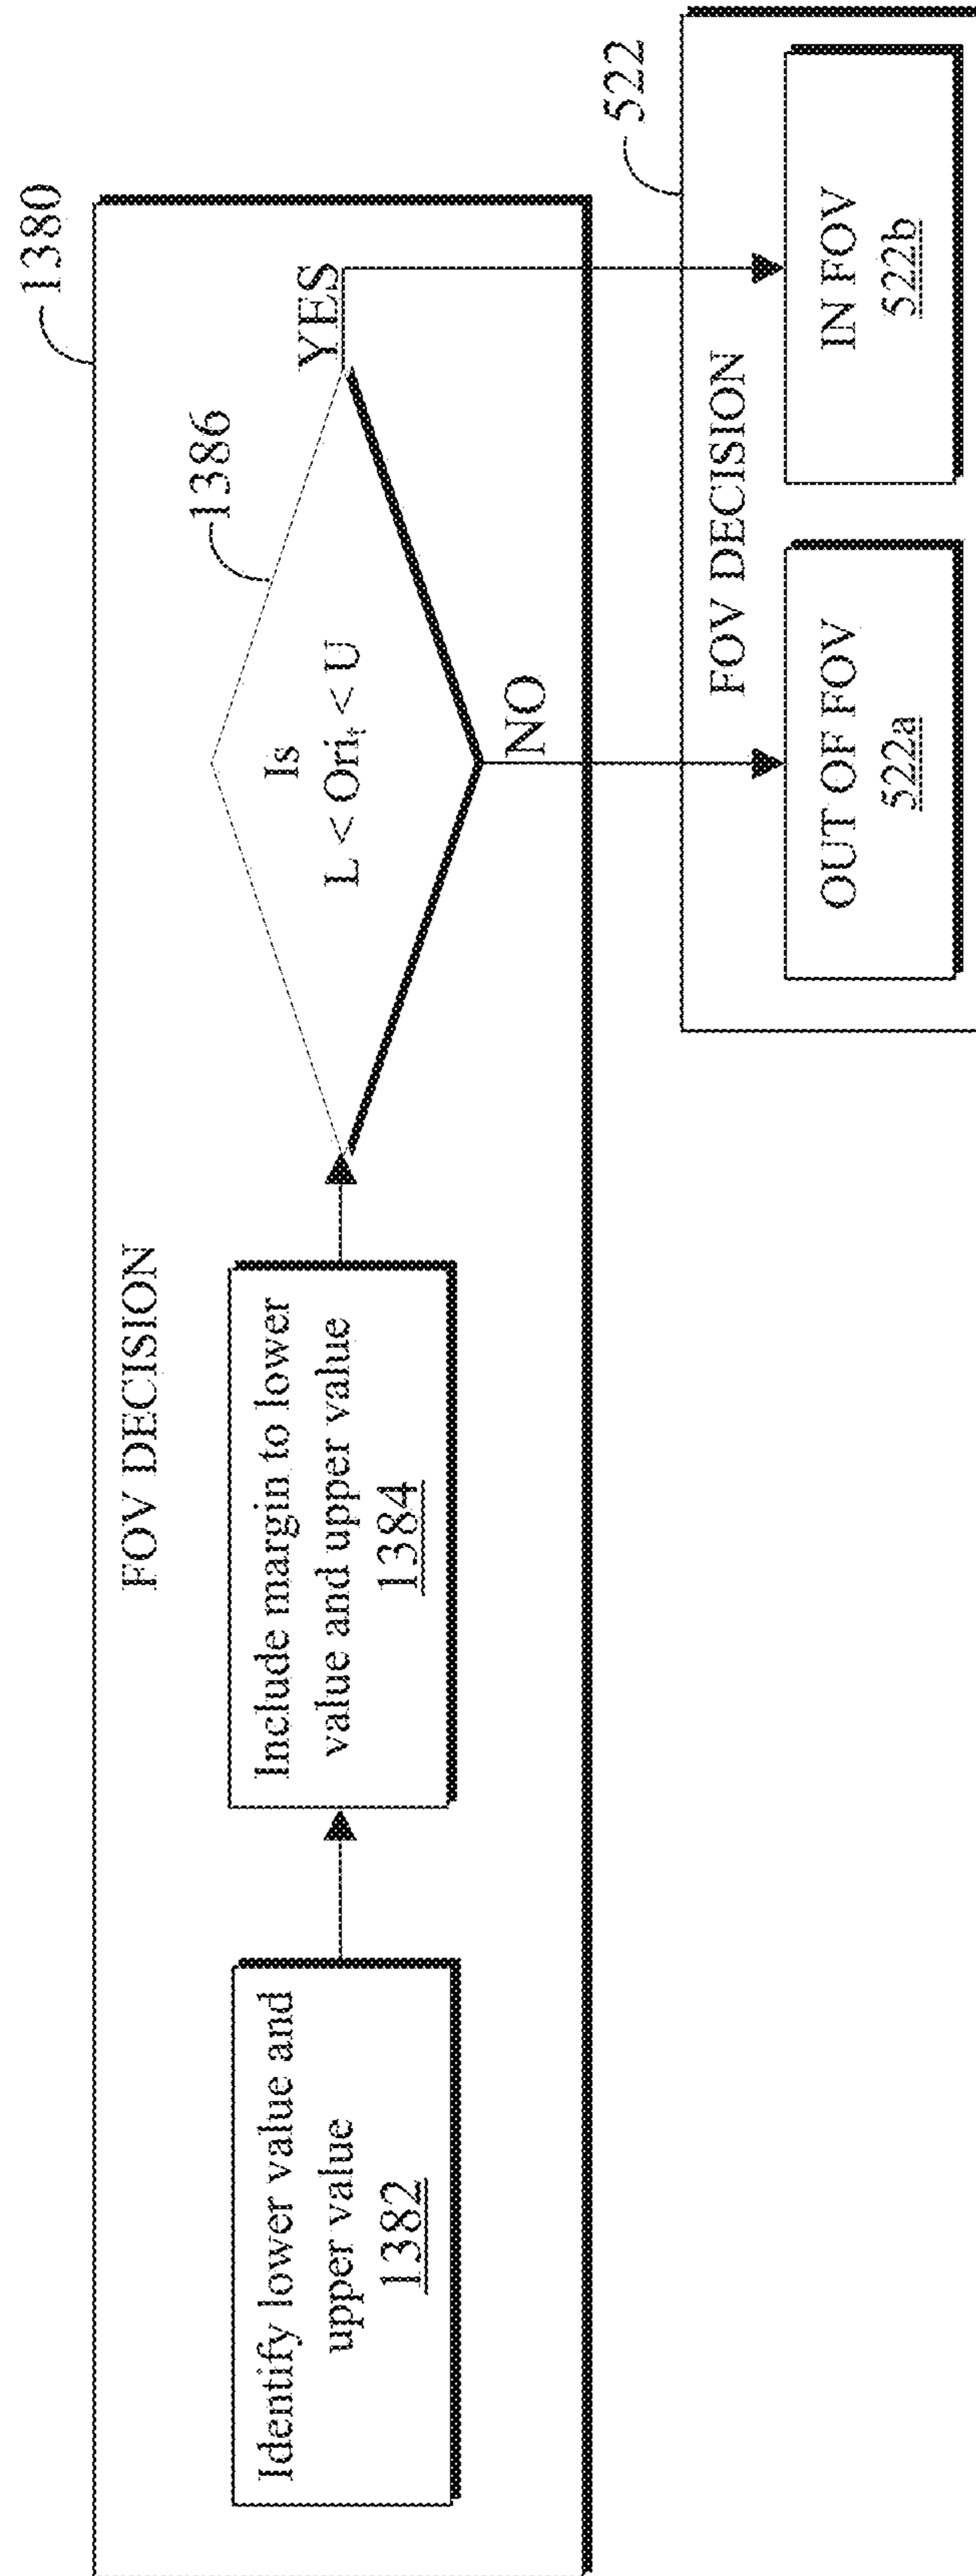 1380
FOV DECISION
Identify lower value and
upper value
1382
Include margin to lower
value and upper value
1384
1386
Is
L < Ori₁ < U
YES
NO
522
FOV DECISION
OUT OF FOV
522a
IN FOV
522b